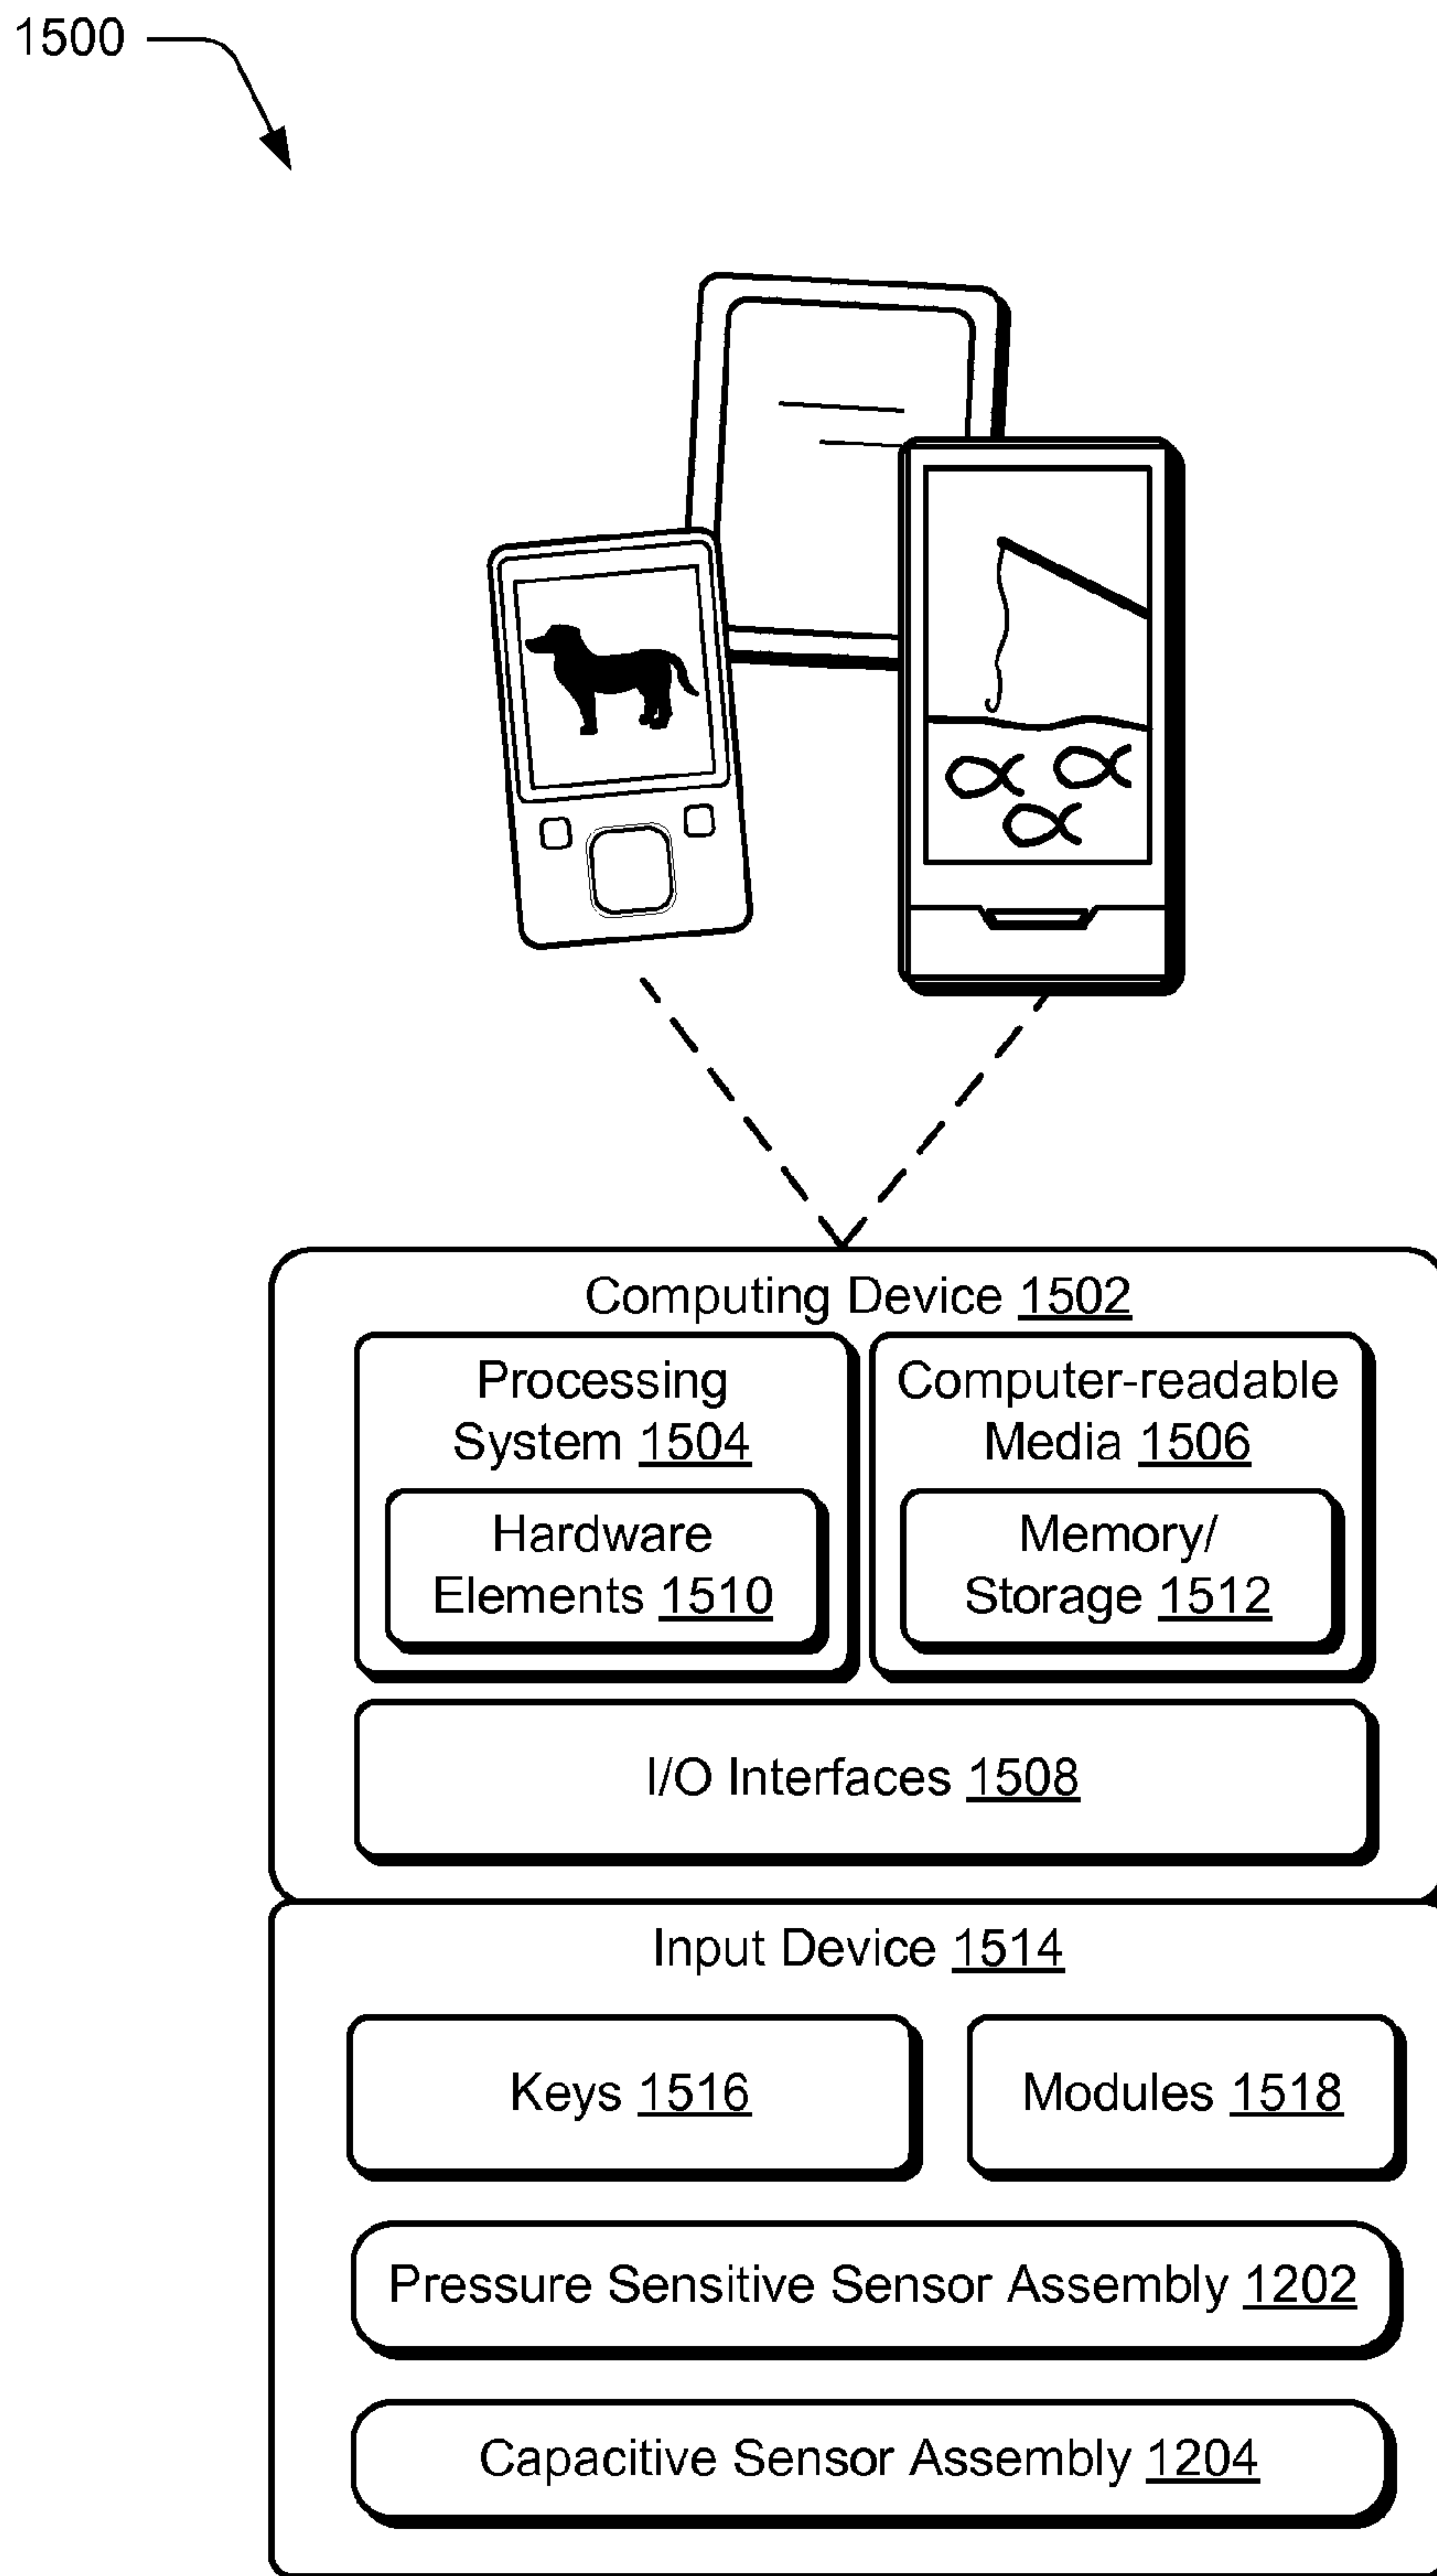 1500
Computing Device 1502
Processing
System 1504
Computer-readable
Media 1506
Hardware
Elements 1510
Memory/
Storage 1512
I/O Interfaces 1508
Input Device 1514
Keys 1516
Modules 1518
Pressure Sensitive Sensor Assembly 1202
Capacitive Sensor Assembly 1204